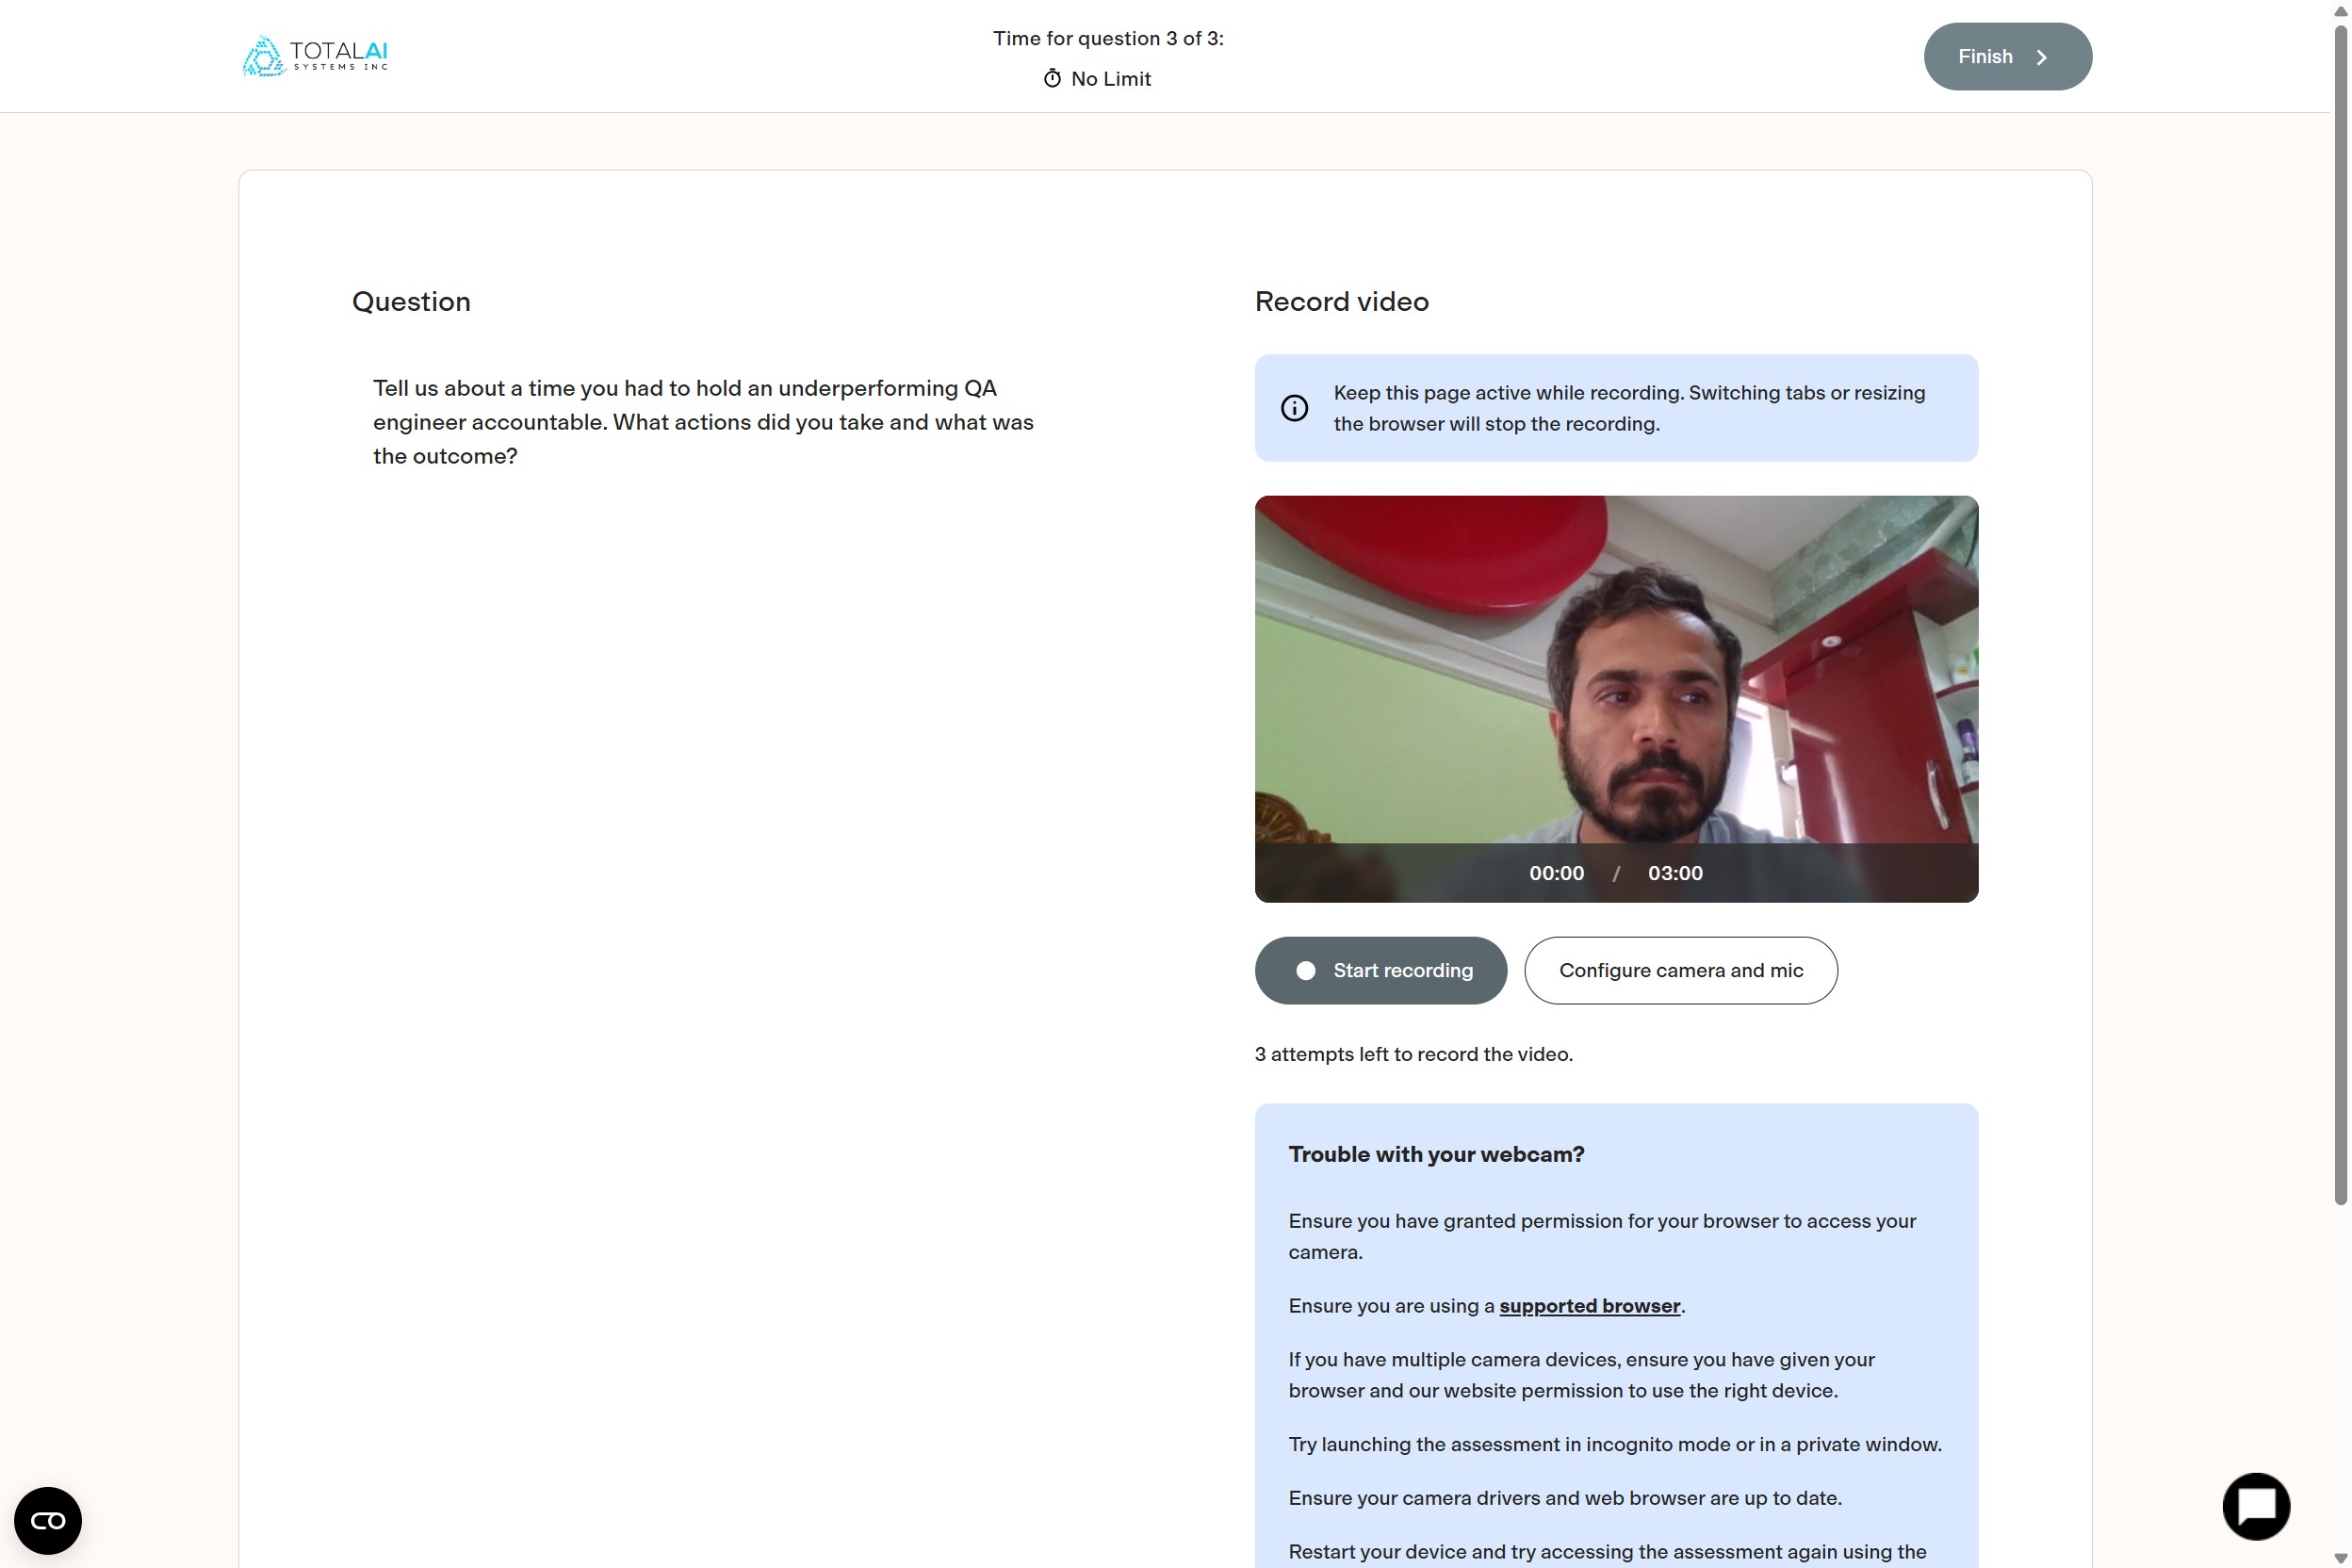 TOTALAI
SYSTEMS INC
Time for question 3 of 3:
No Limit
Finish
Question
Tell us about a time you had to hold an underperforming QA
engineer accountable. What actions did you take and what was
the outcome?
Record video
Keep this page active while recording. Switching tabs or resizing
the browser will stop the recording.
00:00 / 03:00
Start recording
Configure camera and mic
3 attempts left to record the video.
Trouble with your webcam?
Ensure you have granted permission for your browser to access your
camera.
Ensure you are using a supported browser.
If you have multiple camera devices, ensure you have given your
browser and our website permission to use the right device.
Try launching the assessment in incognito mode or in a private window.
Ensure your camera drivers and web browser are up to date.
Restart your device and try accessing the assessment again using the